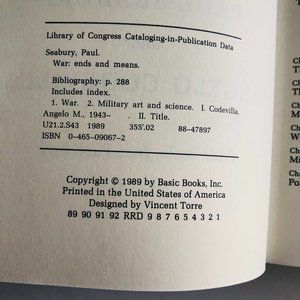 Library of Congress Cataloging-in-Publication Data
Seabury, Paul.
War: ends and means.
Bibliography: p. 288
Includes index.
1. War. 2. Military art and science. I. Codevilla,
Angelo M., 1943– . II. Title.
U21.2.S43 1989 355'.02 88-47897
ISBN 0-465-09067-2
Copyright © 1989 by Basic Books, Inc.
Printed in the United States of America
Designed by Vincent Torre
89 90 91 92 RRD 9 8 7 6 5 4 3 2 1